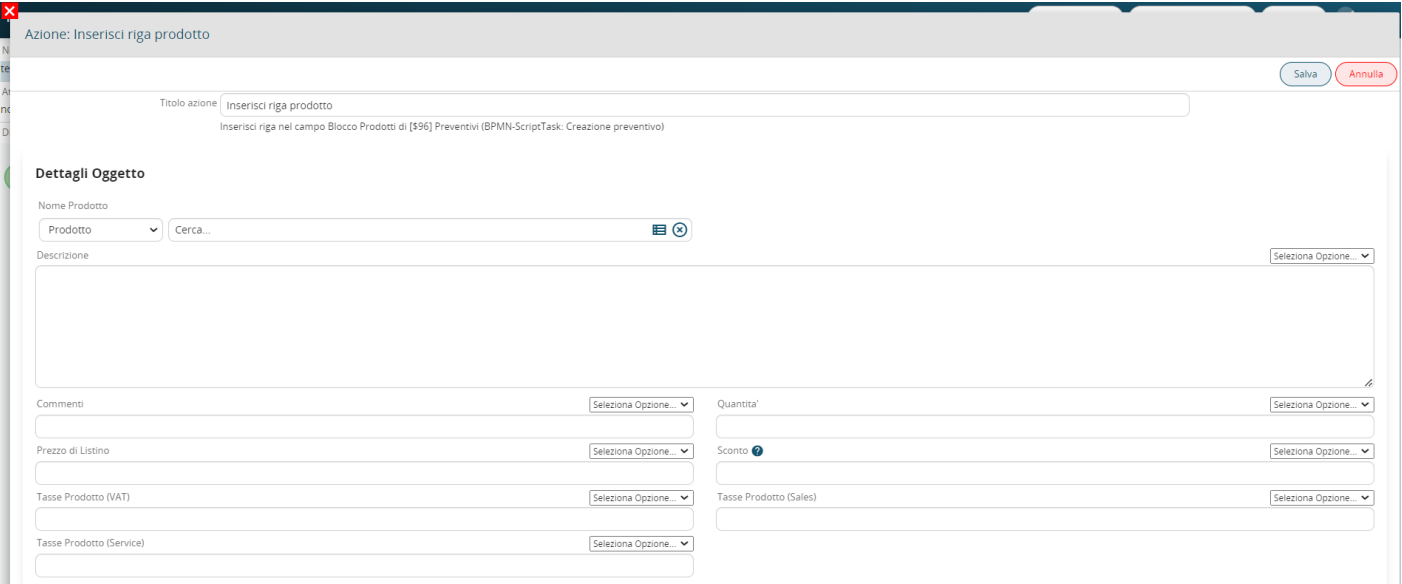 Azione: Inserisci riga prodotto
Salva Annulla
Titolo azione Inserisci riga prodotto
Inserisci riga nel campo Blocco Prodotti di [$96] Preventivi (BPMN-ScriptTask: Creazione preventivo)
Dettagli Oggetto
Nome Prodotto
Prodotto Cerca...
Descrizione Seleziona Opzione...
Commenti Seleziona Opzione... Quantita' Seleziona Opzione...
Prezzo di Listino Seleziona Opzione... Sconto ? Seleziona Opzione...
Tasse Prodotto (VAT) Seleziona Opzione... Tasse Prodotto (Sales) Seleziona Opzione...
Tasse Prodotto (Service) Seleziona Opzione...